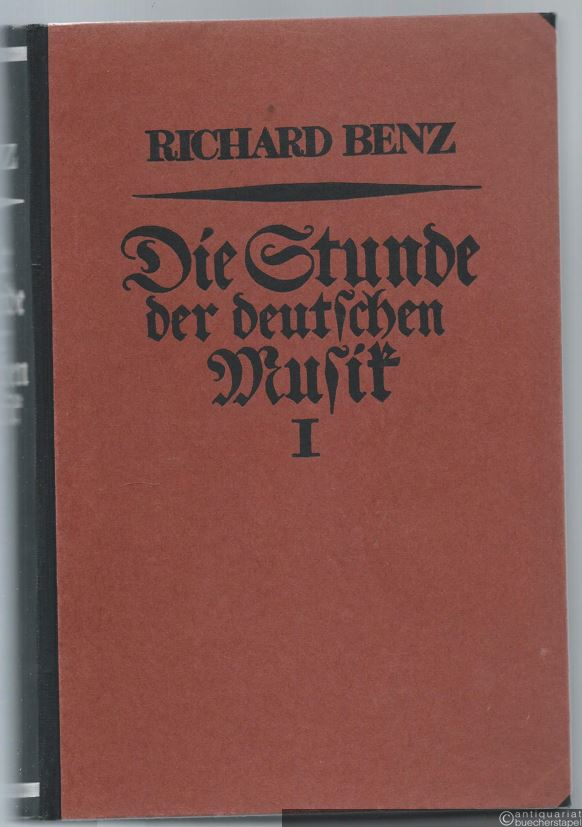 RICHARD BENZ
Die Stunde
der deutſchen
Muſik
I
© antiquariat
buecherstapel